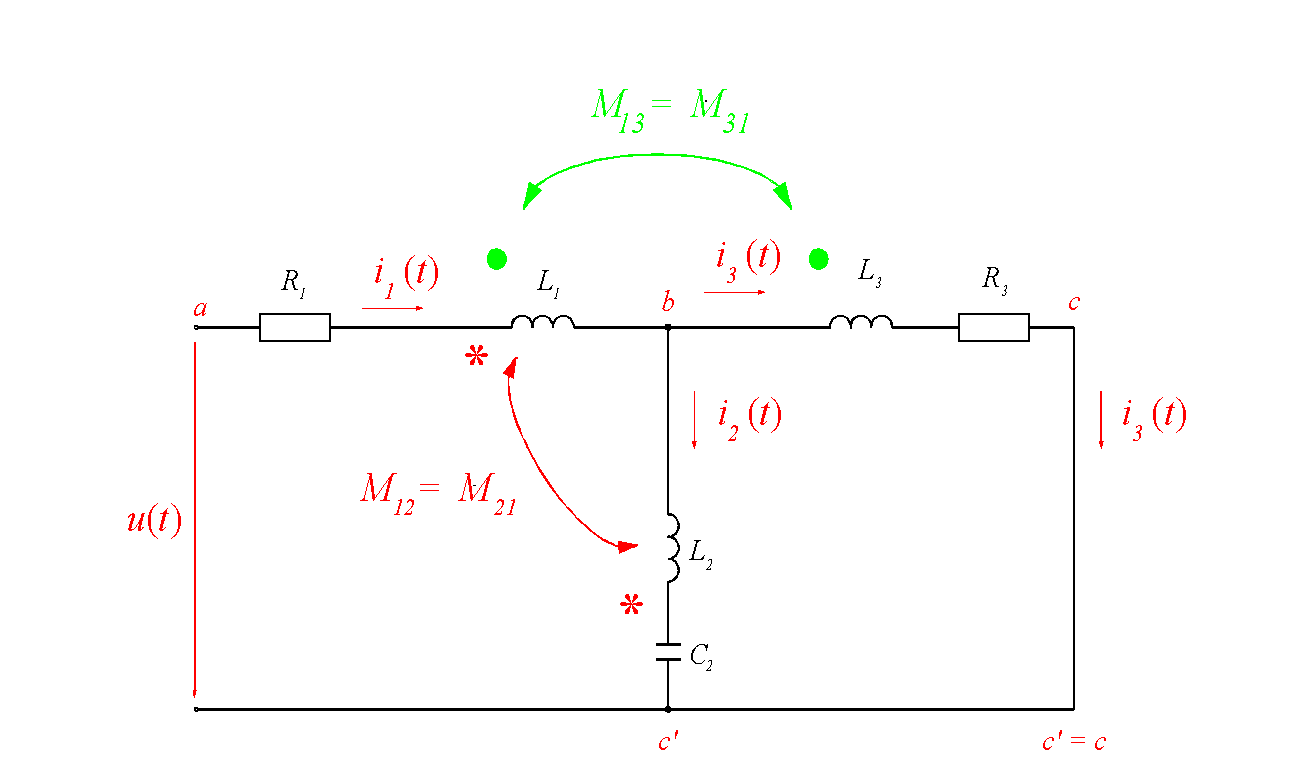 M13 = M31
i1(t)
i3(t)
R1
L1
L3
R3
a
b
c
*
i2(t)
i3(t)
M12 = M21
u(t)
L2
*
C2
c'
c' = c